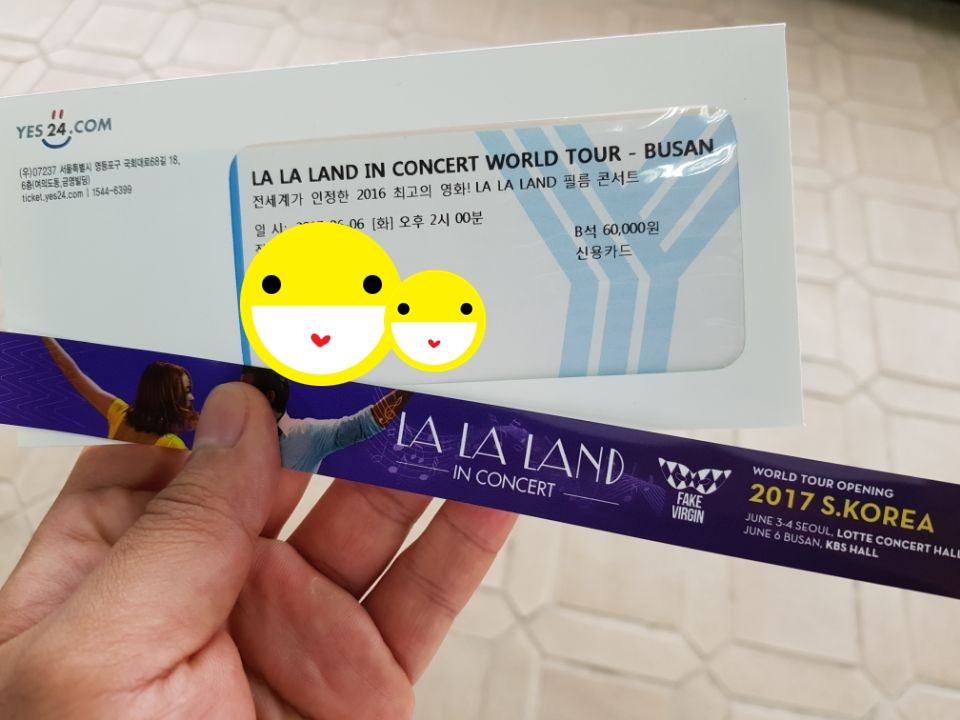 YES24.COM
(우)07237 서울특별시 영등포구 국회대로68길 18,
6층(여의도동,금영빌딩)
ticket.yes24.com | 1544-6399
LA LA LAND IN CONCERT WORLD TOUR - BUSAN
전세계가 인정한 2016 최고의 영화! LA LA LAND 필름 콘서트
일 시: 06 [화] 오후 2시 00분
B석 60,000원
신용카드
LA LA LAND
IN CONCERT
FAKE
VIRGIN
WORLD TOUR OPENING
2017 S.KOREA
JUNE 3-4 SEOUL, LOTTE CONCERT HALL
JUNE 6 BUSAN, KBS HALL